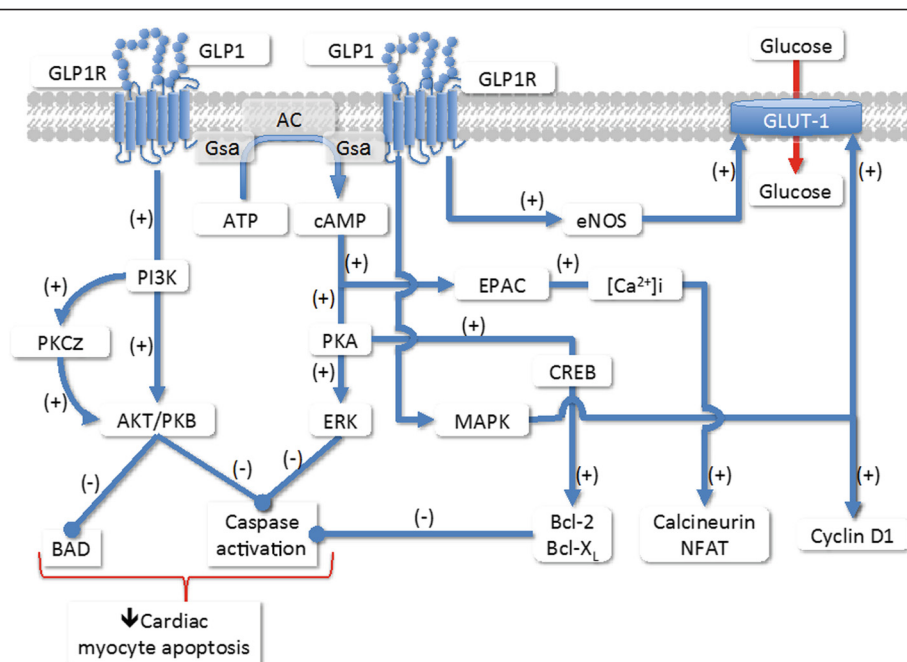 GLP1R
GLP1
GLP1
GLP1R
Glucose
AC
Gsa
Gsa
GLUT-1
Glucose
ATP
cAMP
eNOS
(+)
(+)
(+)
(+)
PI3K
(+)
(+)
(+)
EPAC
(+)
[Ca2+]i
(+)
PKCz
(+)
PKA
(+)
(+)
CREB
(+)
AKT/PKB
ERK
MAPK
(-)
(-)
(-)
(+)
(+)
(+)
BAD
Caspase
activation
(-)
Bcl-2
Bcl-XL
Calcineurin
NFAT
Cyclin D1
↓Cardiac
myocyte apoptosis